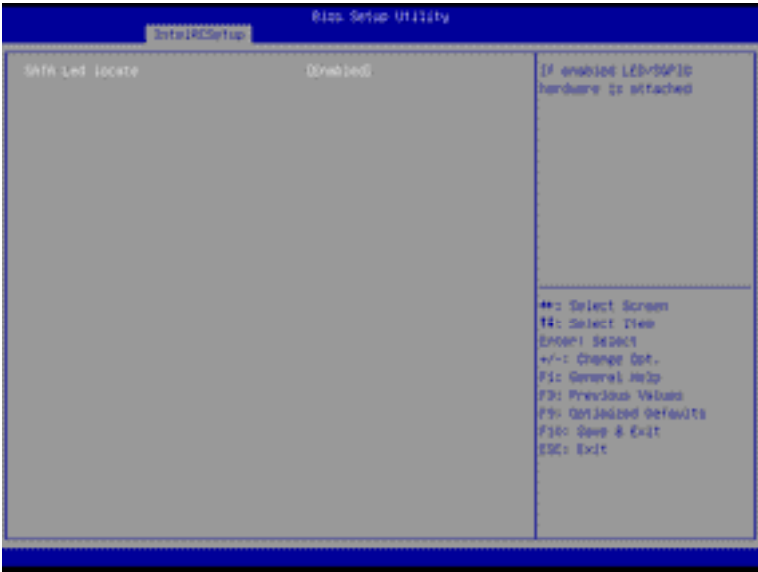 Bios Setup Utility
IntelRCSetup
SATA Led locate [Enabled]
If enabled LED/SGPIO
hardware is attached
: Select Screen
↑↓: Select Item
Enter: Select
+/-: Change Opt.
F1: General Help
F3: Previous Values
F9: Optimized Defaults
F10: Save & Exit
ESC: Exit